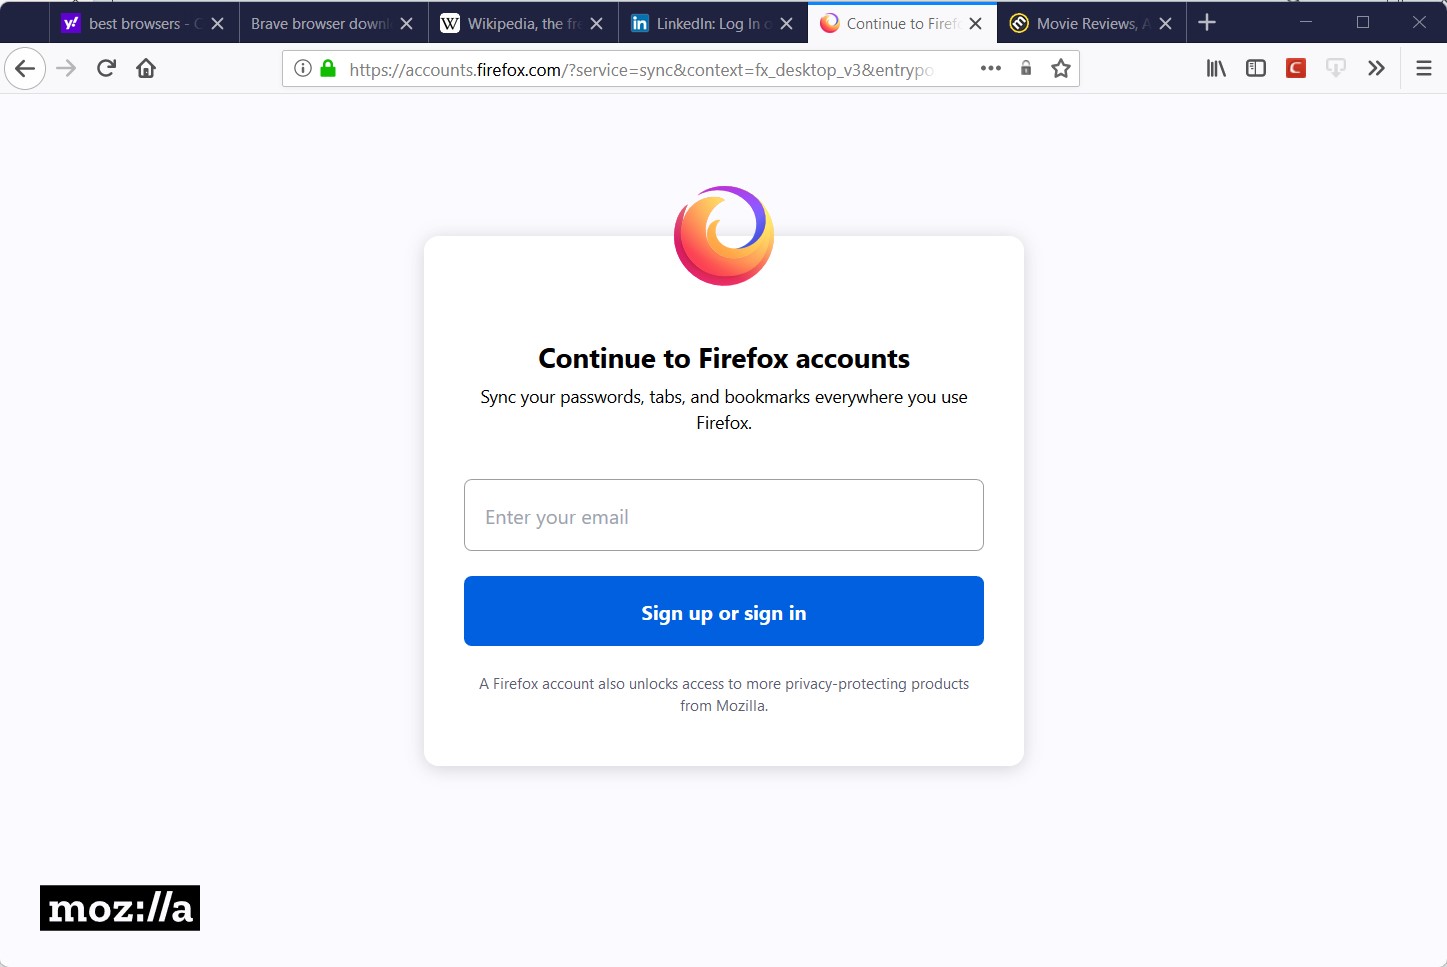 best browsers -
Brave browser down
Wikipedia, the fr
LinkedIn: Log In o
Continue to Firef
Movie Reviews, A
https://accounts.firefox.com/?service=sync&context=fx_desktop_v3&entrypo
Continue to Firefox accounts
Sync your passwords, tabs, and bookmarks everywhere you use
Firefox.
Enter your email
Sign up or sign in
A Firefox account also unlocks access to more privacy-protecting products
from Mozilla.
moz://a